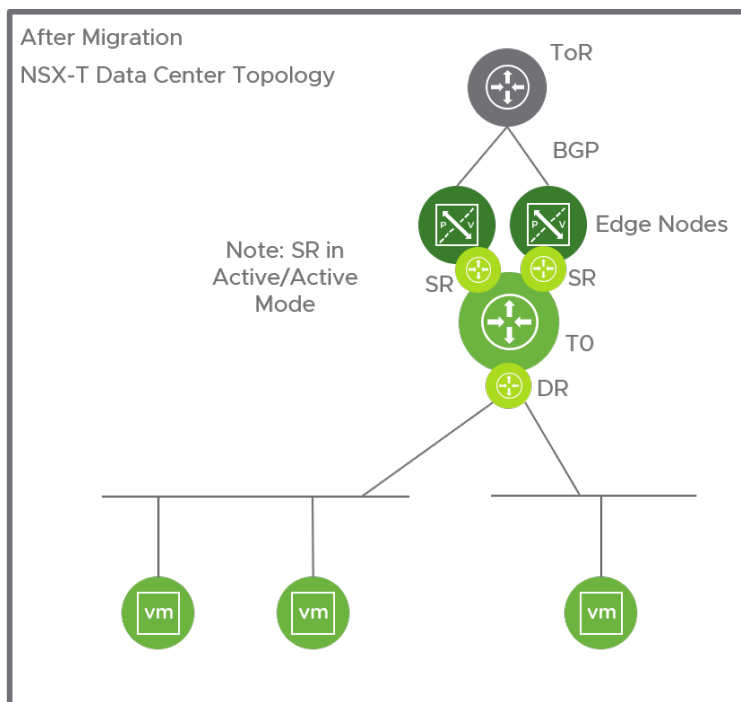 After Migration
NSX-T Data Center Topology
ToR
BGP
P V
P V
Edge Nodes
Note: SR in
Active/Active
Mode
SR
SR
T0
DR
vm
vm
vm